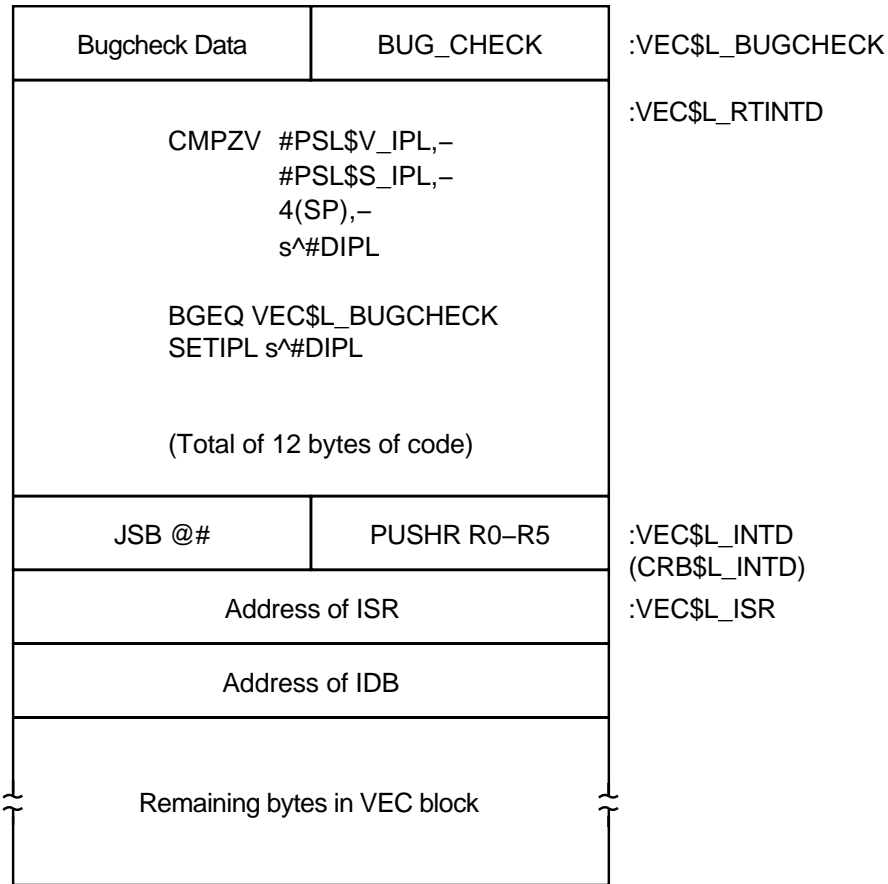 Bugcheck Data BUG_CHECK :VEC$L_BUGCHECK
:VEC$L_RTINTD
CMPZV #PSL$V_IPL,–
#PSL$S_IPL,–
4(SP),–
s^#DIPL
BGEQ VEC$L_BUGCHECK
SETIPL s^#DIPL
(Total of 12 bytes of code)
JSB @# PUSHR R0–R5 :VEC$L_INTD
(CRB$L_INTD)
Address of ISR :VEC$L_ISR
Address of IDB
Remaining bytes in VEC block